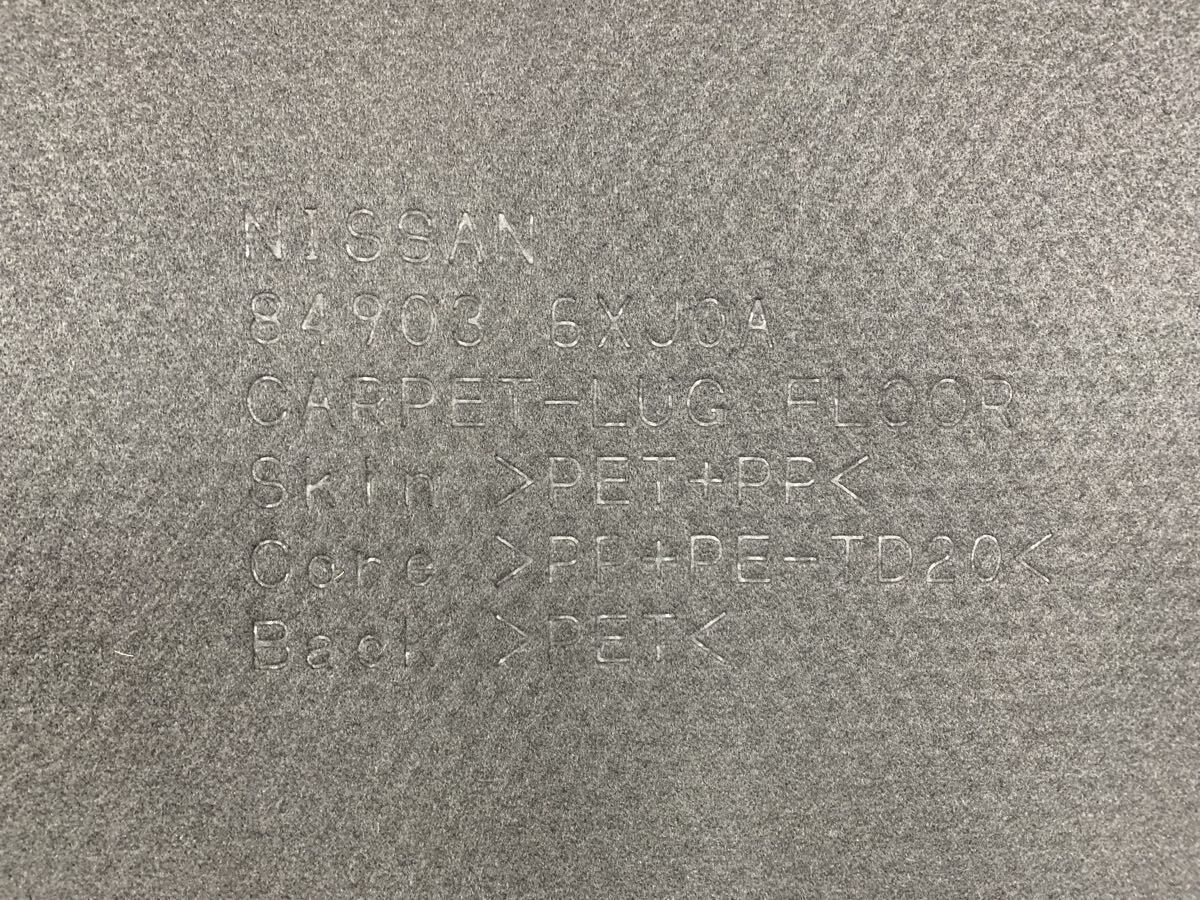 NISSAN
84903 6XJ0A
CARPET-LUG FLOOR
Skin >PET+PP<
Core >PP+PE-TD20<
Back >PET<